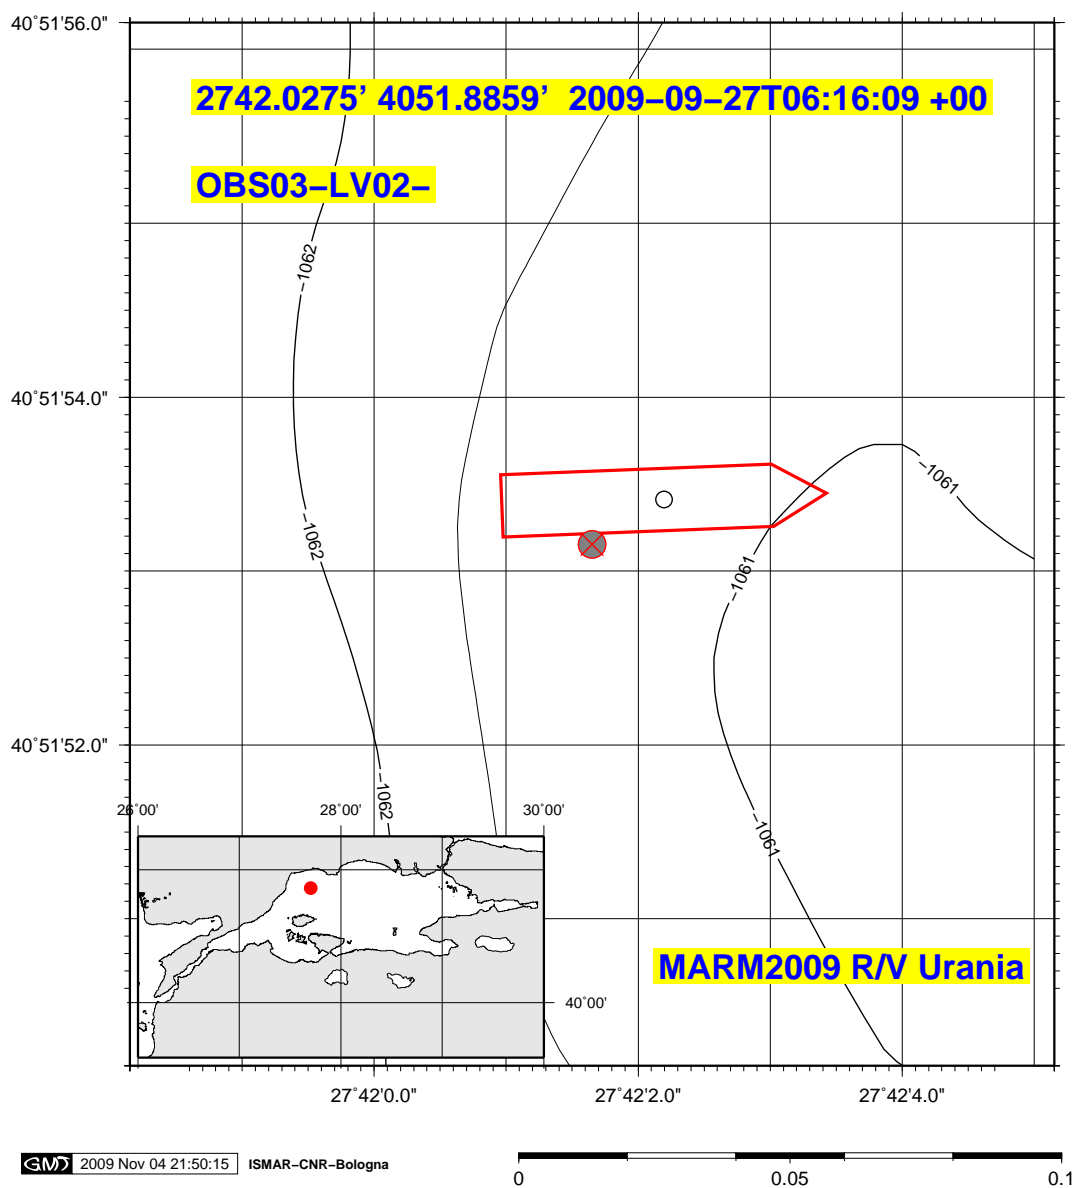 40°51'56.0"
2742.0275' 4051.8859' 2009-09-27T06:16:09 +00
OBS03-LV02-
-1062
40°51'54.0"
-1061
-1062
-1061
40°51'52.0"
-1062
26°00' 28°00' 30°00'
-1061
MARM2009 R/V Urania
40°00'
27°42'0.0" 27°42'2.0" 27°42'4.0"
GMT 2009 Nov 04 21:50:15 ISMAR-CNR-Bologna
0 0.05 0.1